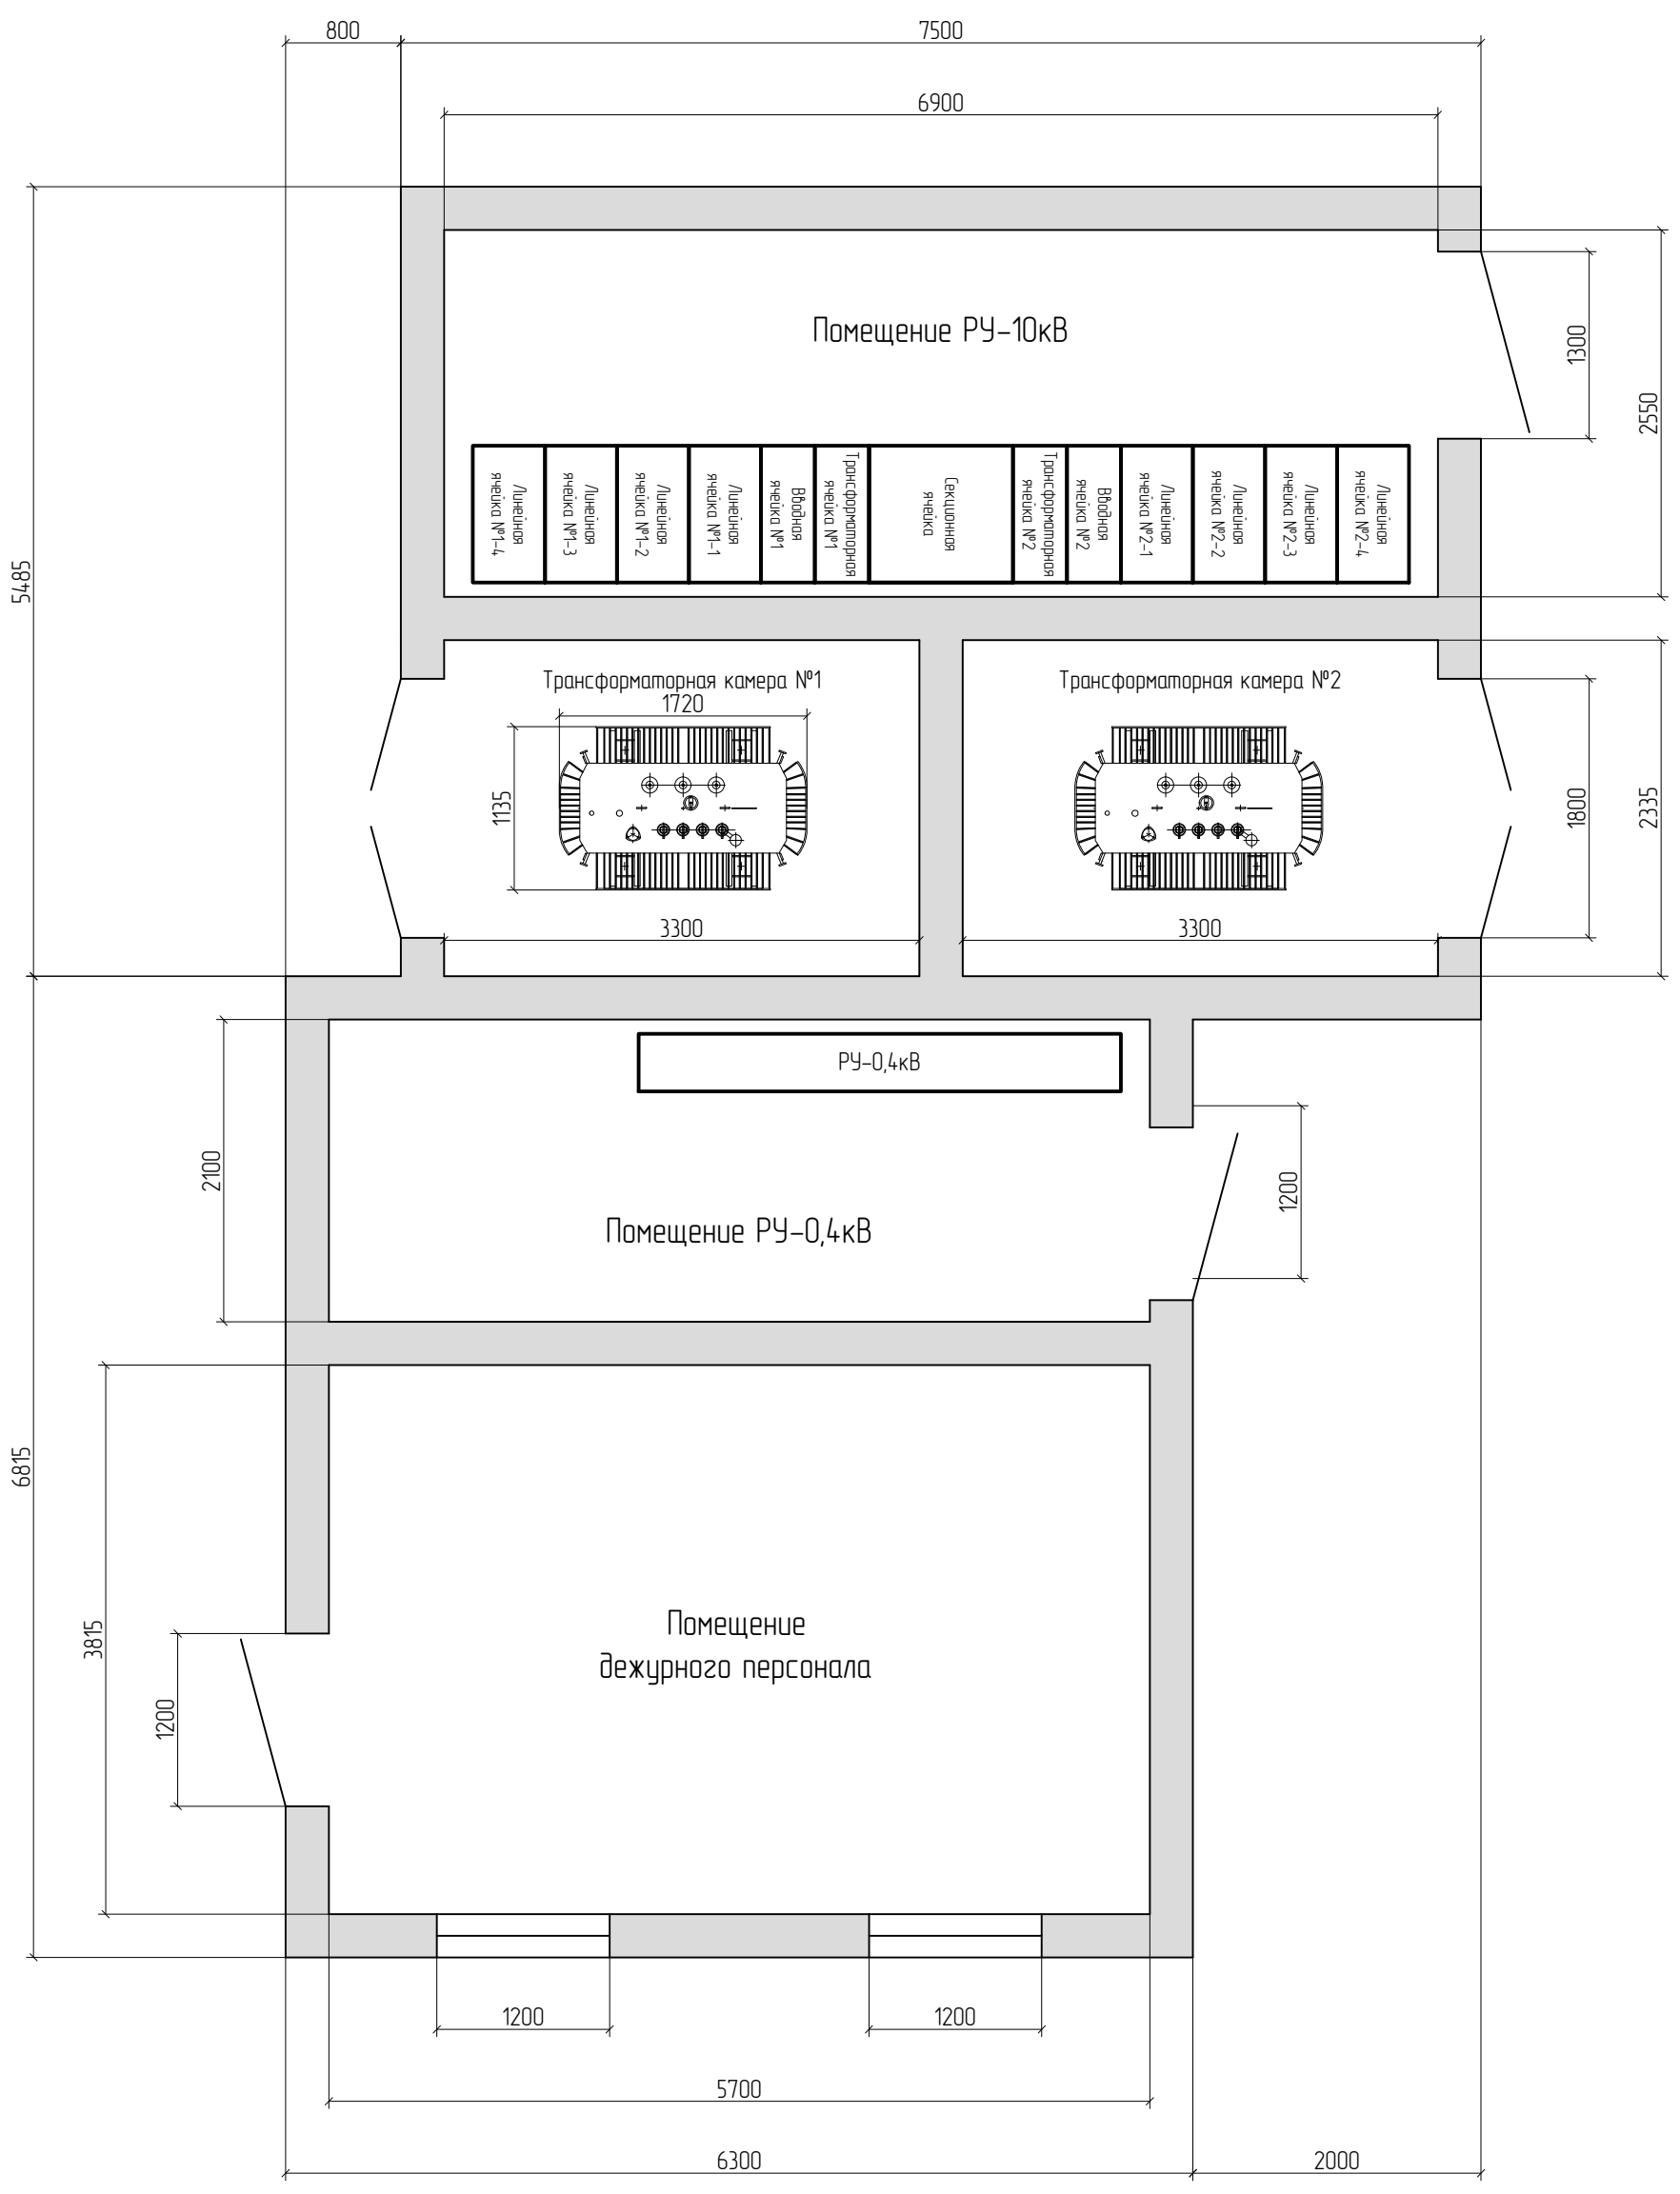 800
7500
6900
Помещение РУ-10кВ
1300
2550
5485
Линейная
ячейка №1-4
Линейная
ячейка №1-3
Линейная
ячейка №1-2
Линейная
ячейка №1-1
Вводная
ячейка №1
Трансформаторная
ячейка №1
Секционная
ячейка
Трансформаторная
ячейка №2
Вводная
ячейка №2
Линейная
ячейка №2-1
Линейная
ячейка №2-2
Линейная
ячейка №2-3
Линейная
ячейка №2-4
Трансформаторная камера №1
Трансформаторная камера №2
1720
1135
1800
2335
3300
3300
РУ-0,4кВ
2100
1200
Помещение РУ-0,4кВ
6815
3815
Помещение
дежурного персонала
1200
1200
1200
5700
6300
2000